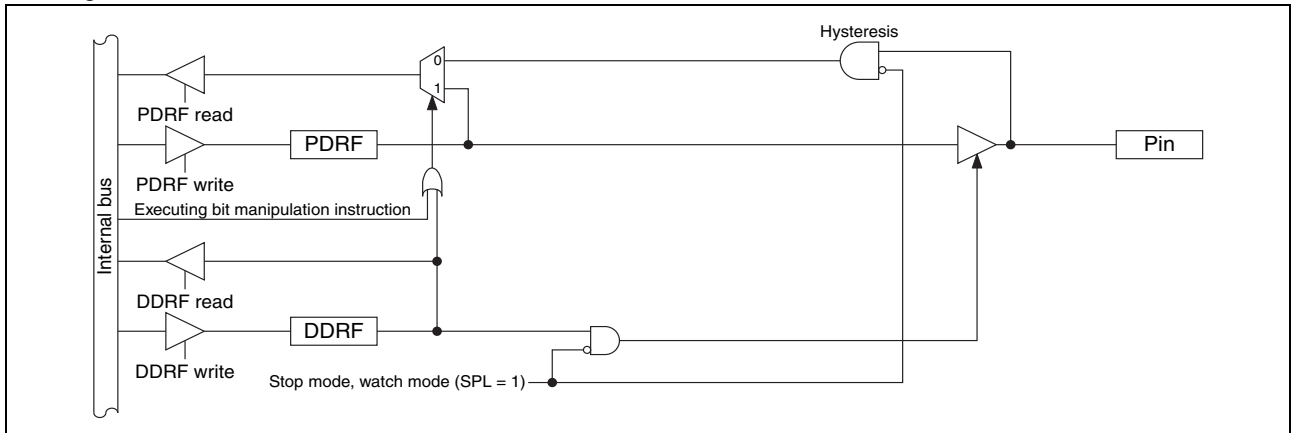 Hysteresis
0
1
PDRF read
PDRF
Pin
PDRF write
Executing bit manipulation instruction
Internal bus
DDRF read
DDRF
DDRF write
Stop mode, watch mode (SPL = 1)